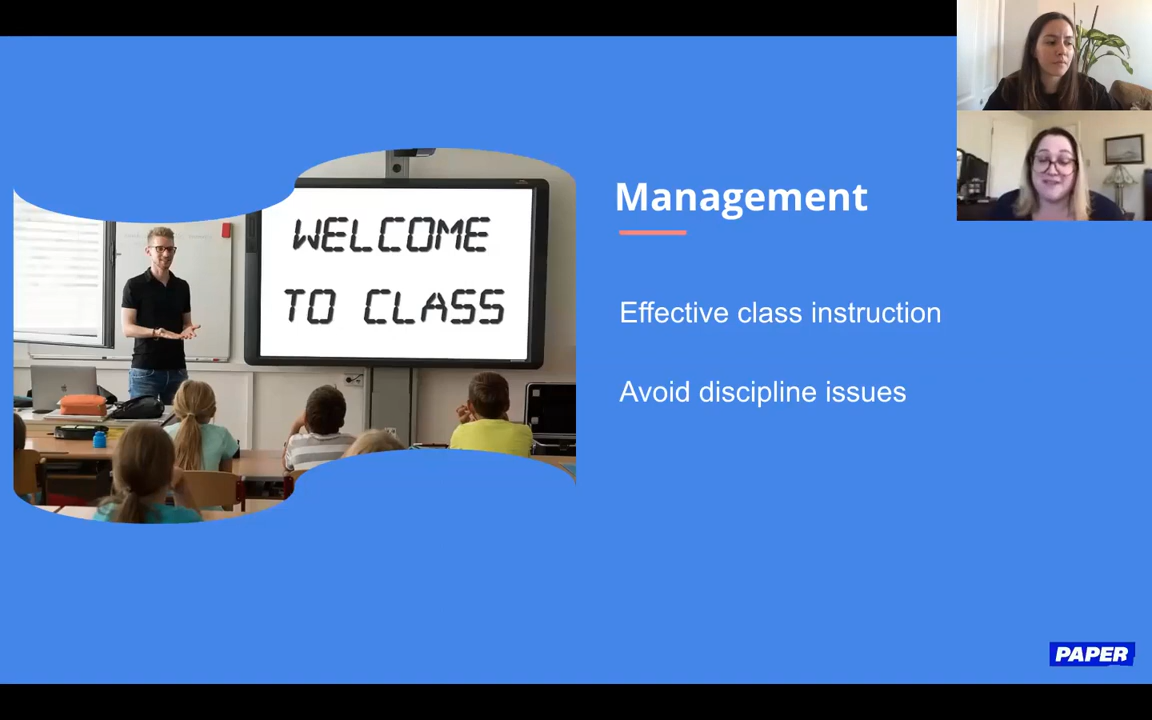 WELCOME
TO CLASS
Management
Effective class instruction
Avoid discipline issues
PAPER